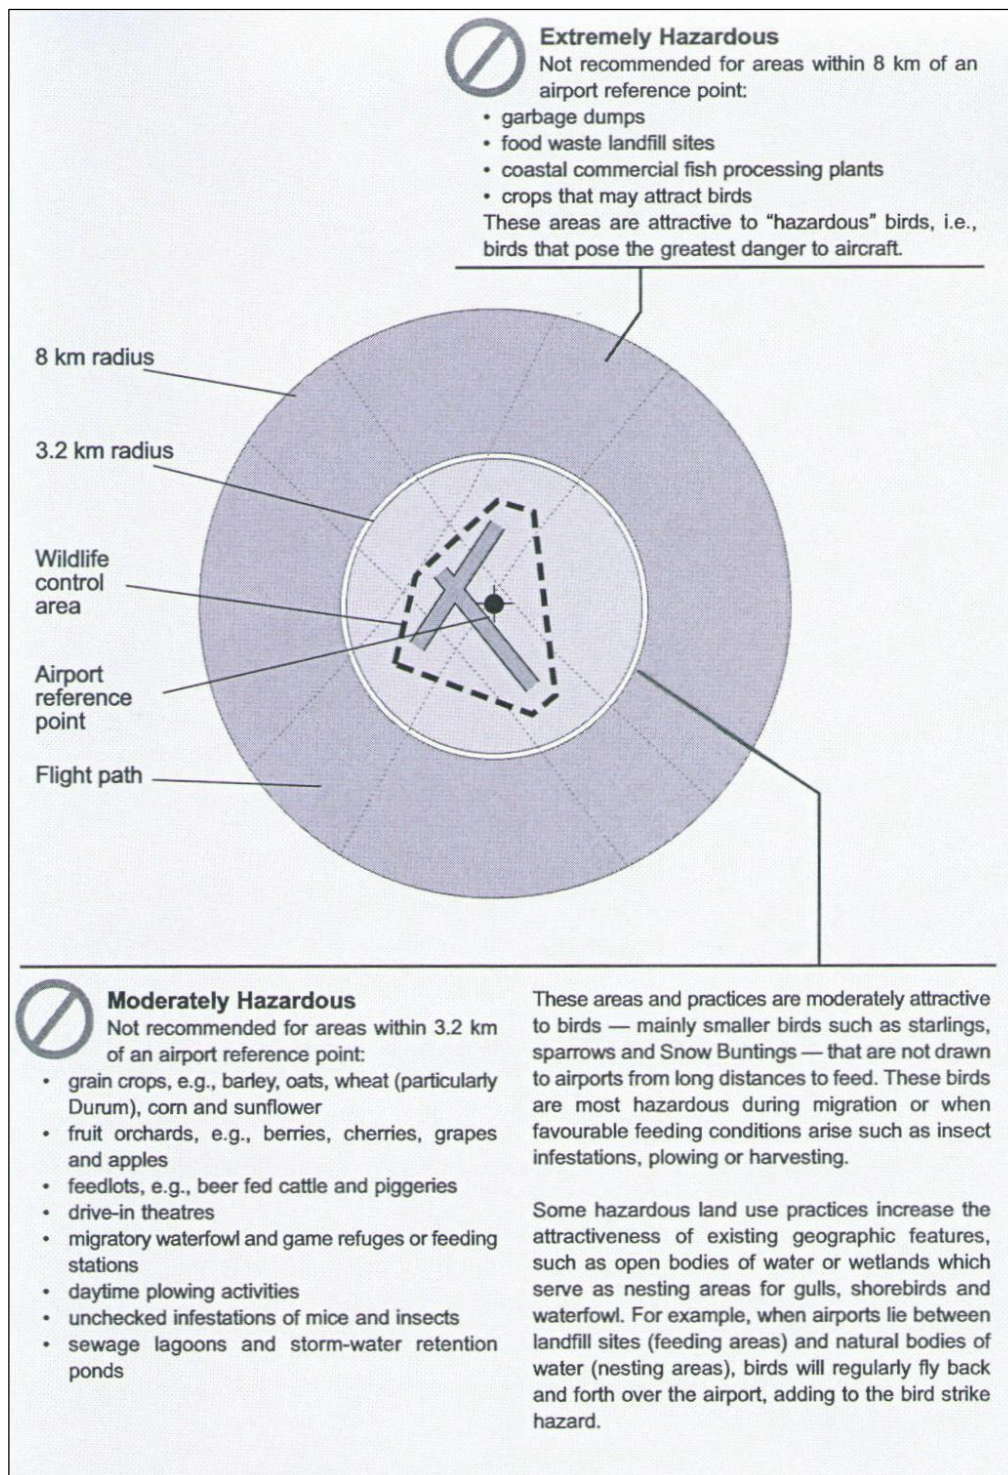 Extremely Hazardous
Not recommended for areas within 8 km of an
airport reference point:
• garbage dumps
• food waste landfill sites
• coastal commercial fish processing plants
• crops that may attract birds
These areas are attractive to “hazardous” birds, i.e.,
birds that pose the greatest danger to aircraft.
8 km radius
3.2 km radius
Wildlife
control
area
Airport
reference
point
Flight path
Moderately Hazardous
Not recommended for areas within 3.2 km
of an airport reference point:
• grain crops, e.g., barley, oats, wheat (particularly
Durum), corn and sunflower
• fruit orchards, e.g., berries, cherries, grapes
and apples
• feedlots, e.g., beer fed cattle and piggeries
• drive-in theatres
• migratory waterfowl and game refuges or feeding
stations
• daytime plowing activities
• unchecked infestations of mice and insects
• sewage lagoons and storm-water retention
ponds
These areas and practices are moderately attractive
to birds — mainly smaller birds such as starlings,
sparrows and Snow Buntings — that are not drawn
to airports from long distances to feed. These birds
are most hazardous during migration or when
favourable feeding conditions arise such as insect
infestations, plowing or harvesting.
Some hazardous land use practices increase the
attractiveness of existing geographic features,
such as open bodies of water or wetlands which
serve as nesting areas for gulls, shorebirds and
waterfowl. For example, when airports lie between
landfill sites (feeding areas) and natural bodies of
water (nesting areas), birds will regularly fly back
and forth over the airport, adding to the bird strike
hazard.